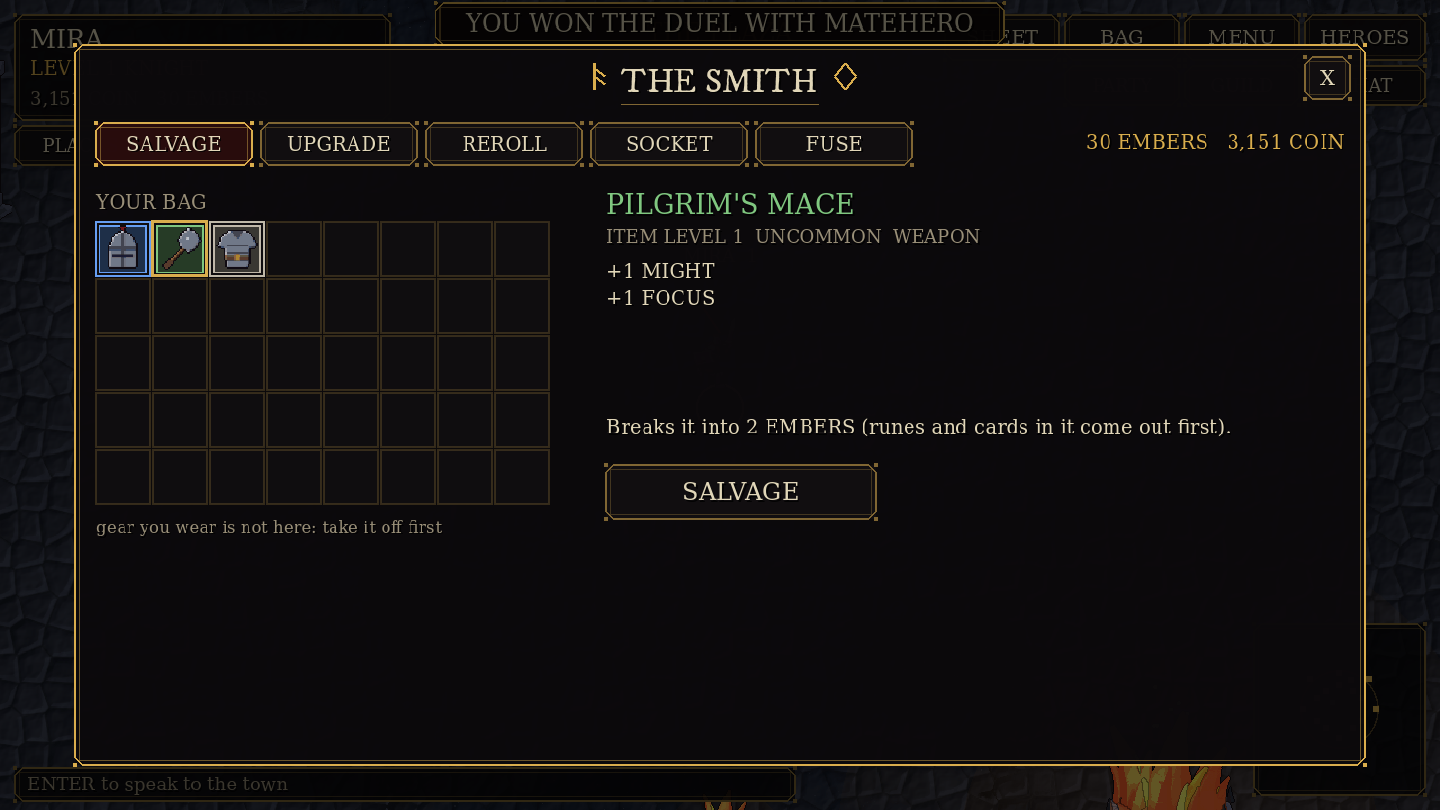 YOU WON THE DUEL WITH MATEHERO
MIRA
BAG
MENU
HEROES
THE SMITH
X
SALVAGE
UPGRADE
REROLL
SOCKET
FUSE
30 EMBERS 3,151 COIN
YOUR BAG
PILGRIM'S MACE
ITEM LEVEL 1 UNCOMMON WEAPON
+1 MIGHT
+1 FOCUS
Breaks it into 2 EMBERS (runes and cards in it come out first).
SALVAGE
gear you wear is not here: take it off first
ENTER to speak to the town